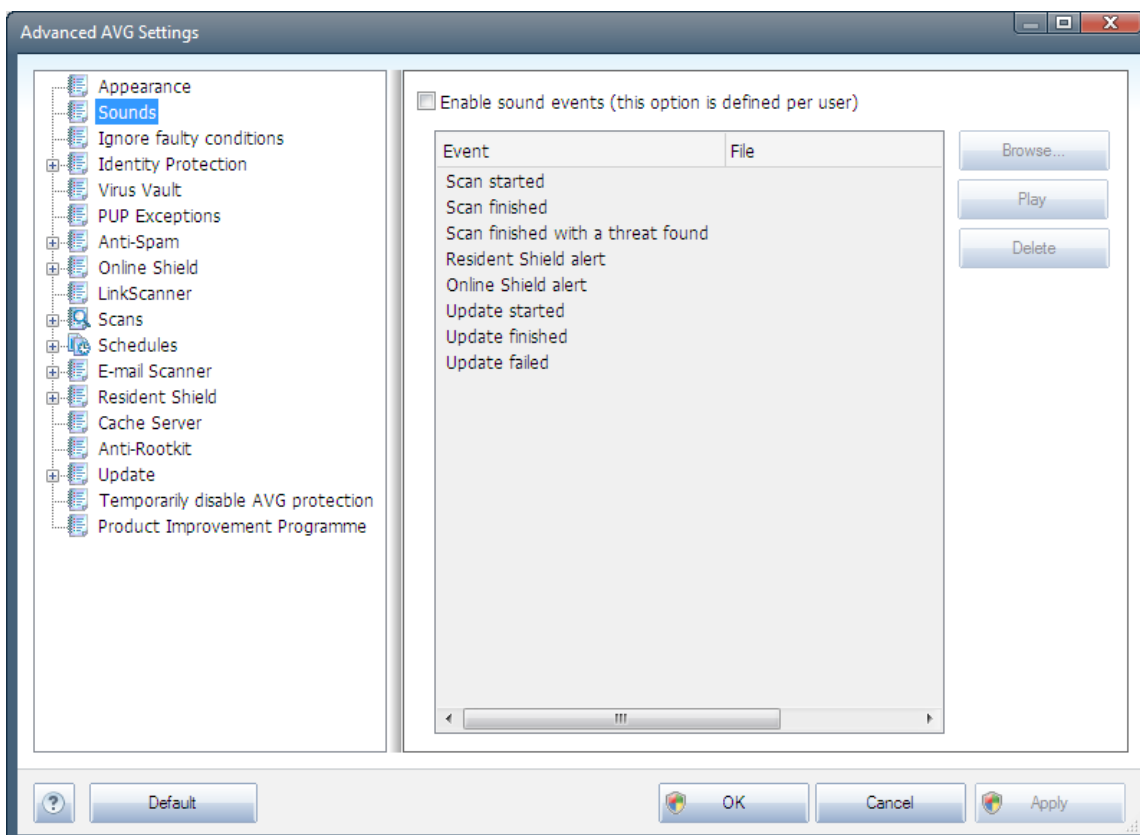 Advanced AVG Settings
Appearance
Sounds
Ignore faulty conditions
Identity Protection
Virus Vault
PUP Exceptions
Anti-Spam
Online Shield
LinkScanner
Scans
Schedules
E-mail Scanner
Resident Shield
Cache Server
Anti-Rootkit
Update
Temporarily disable AVG protection
Product Improvement Programme
Enable sound events (this option is defined per user)
Event File
Scan started
Scan finished
Scan finished with a threat found
Resident Shield alert
Online Shield alert
Update started
Update finished
Update failed
Browse...
Play
Delete
? Default OK Cancel Apply